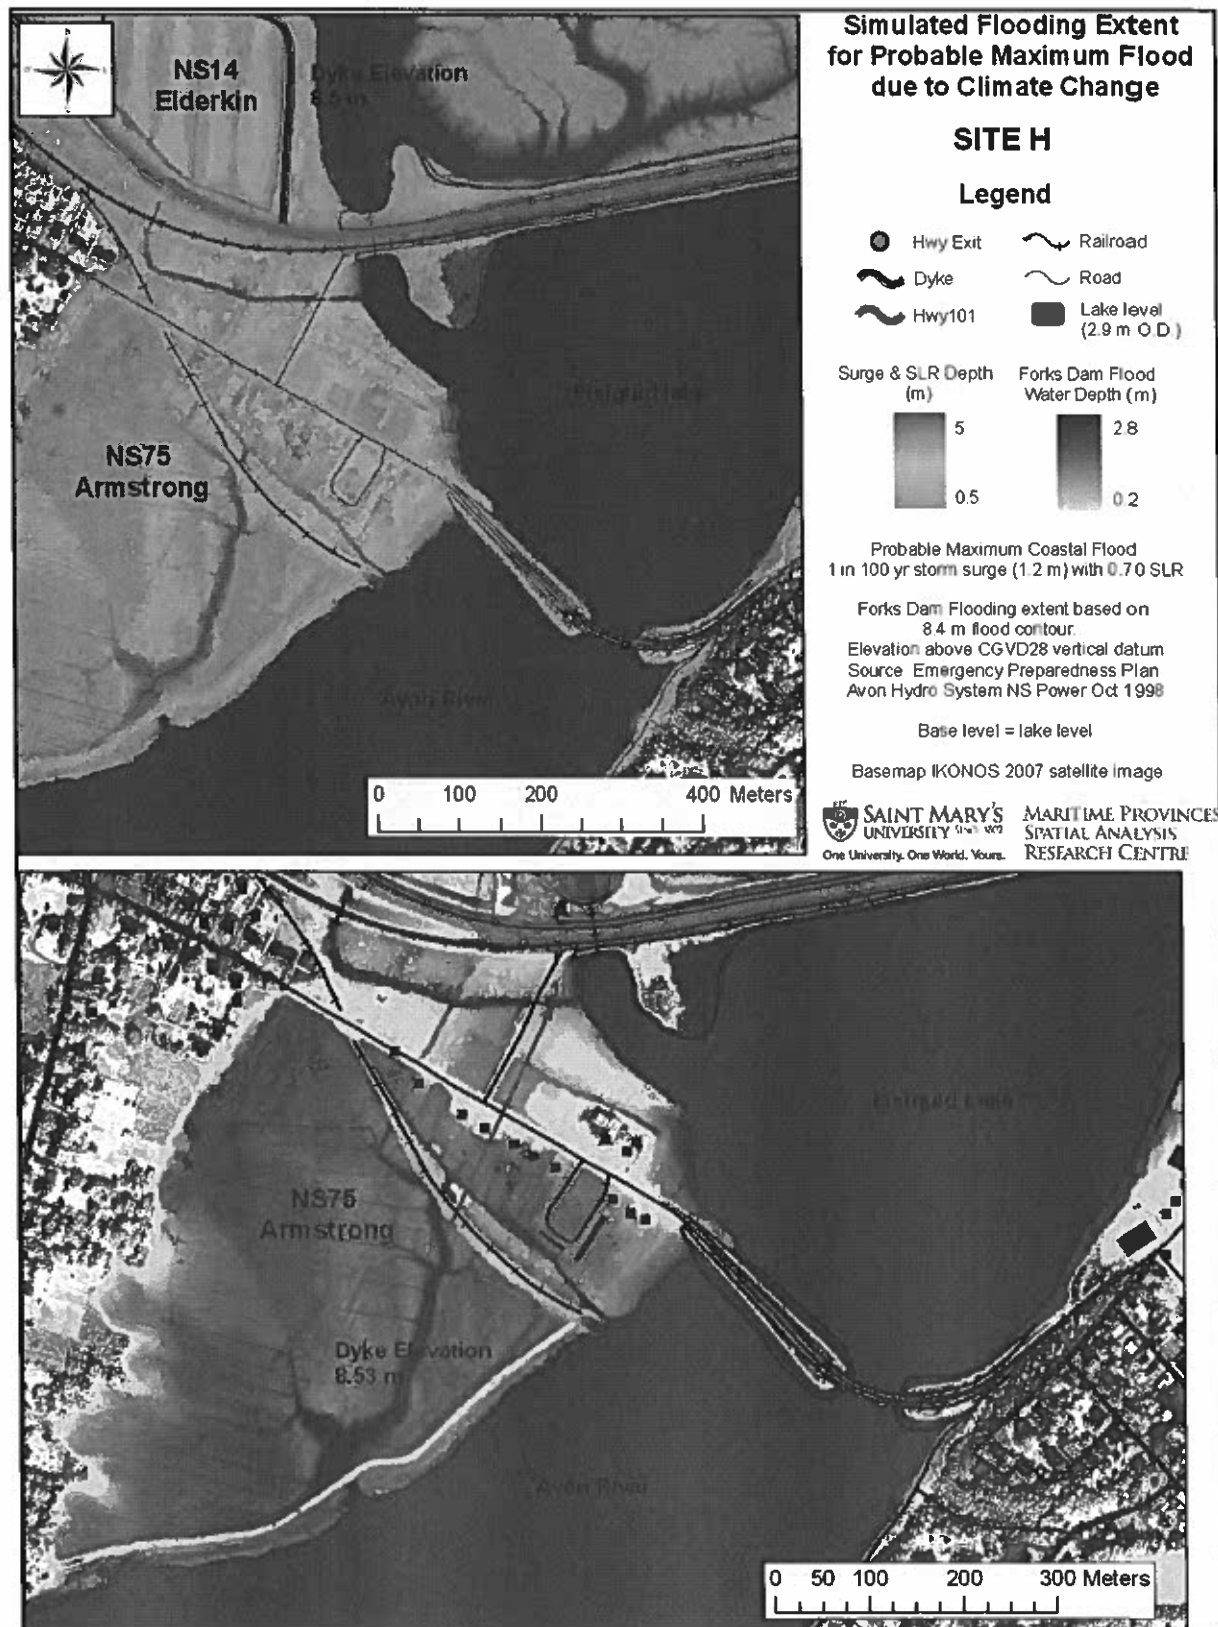 Simulated Flooding Extent
for Probable Maximum Flood
due to Climate Change
SITE H
Legend
Hwy Exit
Railroad
Dyke
Road
Hwy101
Lake level
(2.9 m O.D.)
Surge & SLR Depth
(m)
5
0.5
Forks Dam Flood
Water Depth (m)
2.8
0.2
Probable Maximum Coastal Flood
1 in 100 yr storm surge (1.2 m) with 0.70 SLR
Forks Dam Flooding extent based on
8.4 m flood contour.
Elevation above CGVD28 vertical datum
Source Emergency Preparedness Plan
Avon Hydro System NS Power Oct 1998
Base level = lake level
Basemap IKONOS 2007 satellite image
SAINT MARY'S
UNIVERSITY
One University. One World. Yours.
MARITIME PROVINCES
SPATIAL ANALYSIS
RESEARCH CENTRE
NS14
Elderkin
Dyke Elevation
8.5 m
NS75
Armstrong
Avon River
0 100 200 400 Meters
NS75
Armstrong
Dyke Elevation
8.53 m
Avon River
0 50 100 200 300 Meters